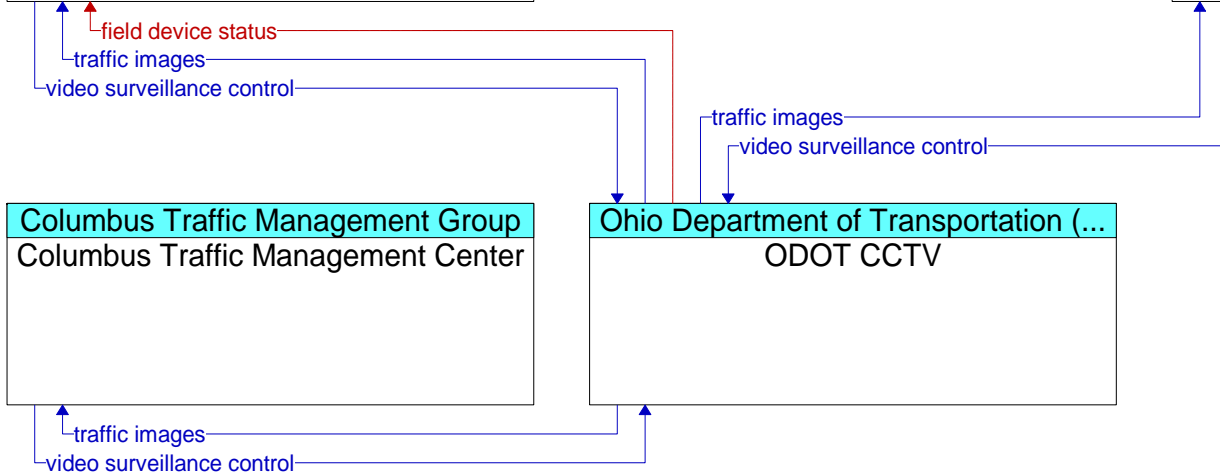 field device status
traffic images
video surveillance control
traffic images
video surveillance control
Columbus Traffic Management Group
Columbus Traffic Management Center
Ohio Department of Transportation (...
ODOT CCTV
traffic images
video surveillance control